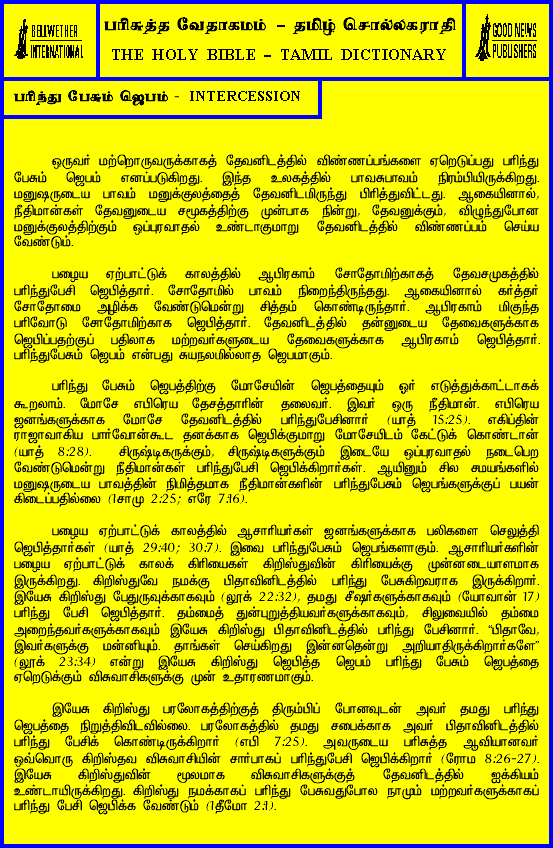 BELLWETHER
INTERNATIONAL
பரிசுத்த வேதாகமம் – தமிழ் சொல்லகராதி
THE HOLY BIBLE – TAMIL DICTIONARY
GOOD NEWS
PUBLISHERS
பரிந்து பேசும் ஜெபம் - INTERCESSION
ஒருவர் மற்றொருவருக்காகத் தேவனிடத்தில் விண்ணப்பங்களை ஏறெடுப்பது பரிந்து
பேசும் ஜெபம் எனப்படுகிறது. இந்த உலகத்தில் பாவசுபாவம் நிரம்பியிருக்கிறது.
மனுஷருடைய பாவம் மனுக்குலத்தைத் தேவனிடமிருந்து பிரித்துவிட்டது. ஆகையினால்,
நீதிமான்கள் தேவனுடைய சமூகத்திற்கு முன்பாக நின்று, தேவனுக்கும், விழுந்துபோன
மனுக்குலத்திற்கும் ஒப்புரவாதல் உண்டாகுமாறு தேவனிடத்தில் விண்ணப்பம் செய்ய
வேண்டும்.
பழைய ஏற்பாட்டுக் காலத்தில் ஆபிரகாம் சோதோமிற்காகத் தேவசமுகத்தில்
பரிந்துபேசி ஜெபித்தார். சோதோமில் பாவம் நிறைந்திருந்தது. ஆகையினால் கர்த்தர்
சோதோமை அழிக்க வேண்டுமென்று சித்தம் கொண்டிருந்தார். ஆபிரகாம் மிகுந்த
பரிவோடு சோதோமிற்காக ஜெபித்தார். தேவனிடத்தில் தன்னுடைய தேவைகளுக்காக
ஜெபிப்பதற்குப் பதிலாக மற்றவர்களுடைய தேவைகளுக்காக ஆபிரகாம் ஜெபித்தார்.
பரிந்துபேசும் ஜெபம் என்பது சுயநலமில்லாத ஜெபமாகும்.
பரிந்து பேசும் ஜெபத்திற்கு மோசேயின் ஜெபத்தையும் ஓர் எடுத்துக்காட்டாகக்
கூறலாம். மோசே எபிரெய தேசத்தாரின் தலைவர். இவர் ஒரு நீதிமான். எபிரெய
ஜனங்களுக்காக மோசே தேவனிடத்தில் பரிந்துபேசினார் (யாத் 15:25). எகிப்தின்
ராஜாவாகிய பார்வோன்கூட தனக்காக ஜெபிக்குமாறு மோசேயிடம் கேட்டுக் கொண்டான்
(யாத் 8:28). சிருஷ்டிகருக்கும், சிருஷ்டிகளுக்கும் இடையே ஒப்புரவாதல் நடைபெற
வேண்டுமென்று நீதிமான்கள் பரிந்துபேசி ஜெபிக்கிறார்கள். ஆயினும் சில சமயங்களில்
மனுஷருடைய பாவத்தின் நிமித்தமாக நீதிமான்களின் பரிந்துபேசும் ஜெபங்களுக்குப் பயன்
கிடைப்பதில்லை (1சாமு 2:25; எரே 7:16).
பழைய ஏற்பாட்டுக் காலத்தில் ஆசாரியர்கள் ஜனங்களுக்காக பலிகளை செலுத்தி
ஜெபித்தார்கள் (யாத் 29:40; 30:7). இவை பரிந்துபேசும் ஜெபங்களாகும். ஆசாரியர்களின்
பழைய ஏற்பாட்டுக் காலக் கிரியைகள் கிறிஸ்துவின் கிரியைக்கு முன்னடையாளமாக
இருக்கிறது. கிறிஸ்துவே நமக்கு பிதாவினிடத்தில் பரிந்து பேசுகிறவராக இருக்கிறார்.
இயேசு கிறிஸ்து பேதுருவுக்காகவும் (லூக் 22:32), தமது சீஷர்களுக்காகவும் (யோவான் 17)
பரிந்து பேசி ஜெபித்தார். தம்மைத் துன்புறுத்தியவர்களுக்காகவும், சிலுவையில் தம்மை
அறைந்தவர்களுக்காகவும் இயேசு கிறிஸ்து பிதாவினிடத்தில் பரிந்து பேசினார். “பிதாவே,
இவர்களுக்கு மன்னியும். தாங்கள் செய்கிறது இன்னதென்று அறியாதிருக்கிறார்களே”
(லூக் 23:34) என்று இயேசு கிறிஸ்து ஜெபித்த ஜெபம் பரிந்து பேசும் ஜெபத்தை
ஏறெடுக்கும் விசுவாசிகளுக்கு முன் உதாரணமாகும்.
இயேசு கிறிஸ்து பரலோகத்திற்குத் திரும்பிப் போனவுடன் அவர் தமது பரிந்து
ஜெபத்தை நிறுத்திவிடவில்லை. பரலோகத்தில் தமது சபைக்காக அவர் பிதாவினிடத்தில்
பரிந்து பேசிக் கொண்டிருக்கிறார் (எபி 7:25). அவருடைய பரிசுத்த ஆவியானவர்
ஒவ்வொரு கிறிஸ்தவ விசுவாசியின் சார்பாகப் பரிந்துபேசி ஜெபிக்கிறார் (ரோம 8:26-27).
இயேசு கிறிஸ்துவின் மூலமாக விசுவாசிகளுக்குத் தேவனிடத்தில் ஐக்கியம்
உண்டாயிருக்கிறது. கிறிஸ்து நமக்காகப் பரிந்து பேசுவதுபோல நாமும் மற்றவர்களுக்காகப்
பரிந்து பேசி ஜெபிக்க வேண்டும் (1தீமோ 2:1).